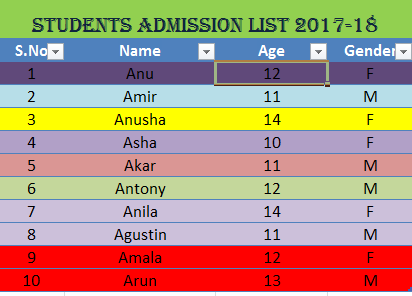 STUDENTS ADMISSION LIST 2017-18
S.No Name Age Gender
1 Anu 12 F
2 Amir 11 M
3 Anusha 14 F
4 Asha 10 F
5 Akar 11 M
6 Antony 12 M
7 Anila 14 F
8 Agustin 11 M
9 Amala 12 F
10 Arun 13 M